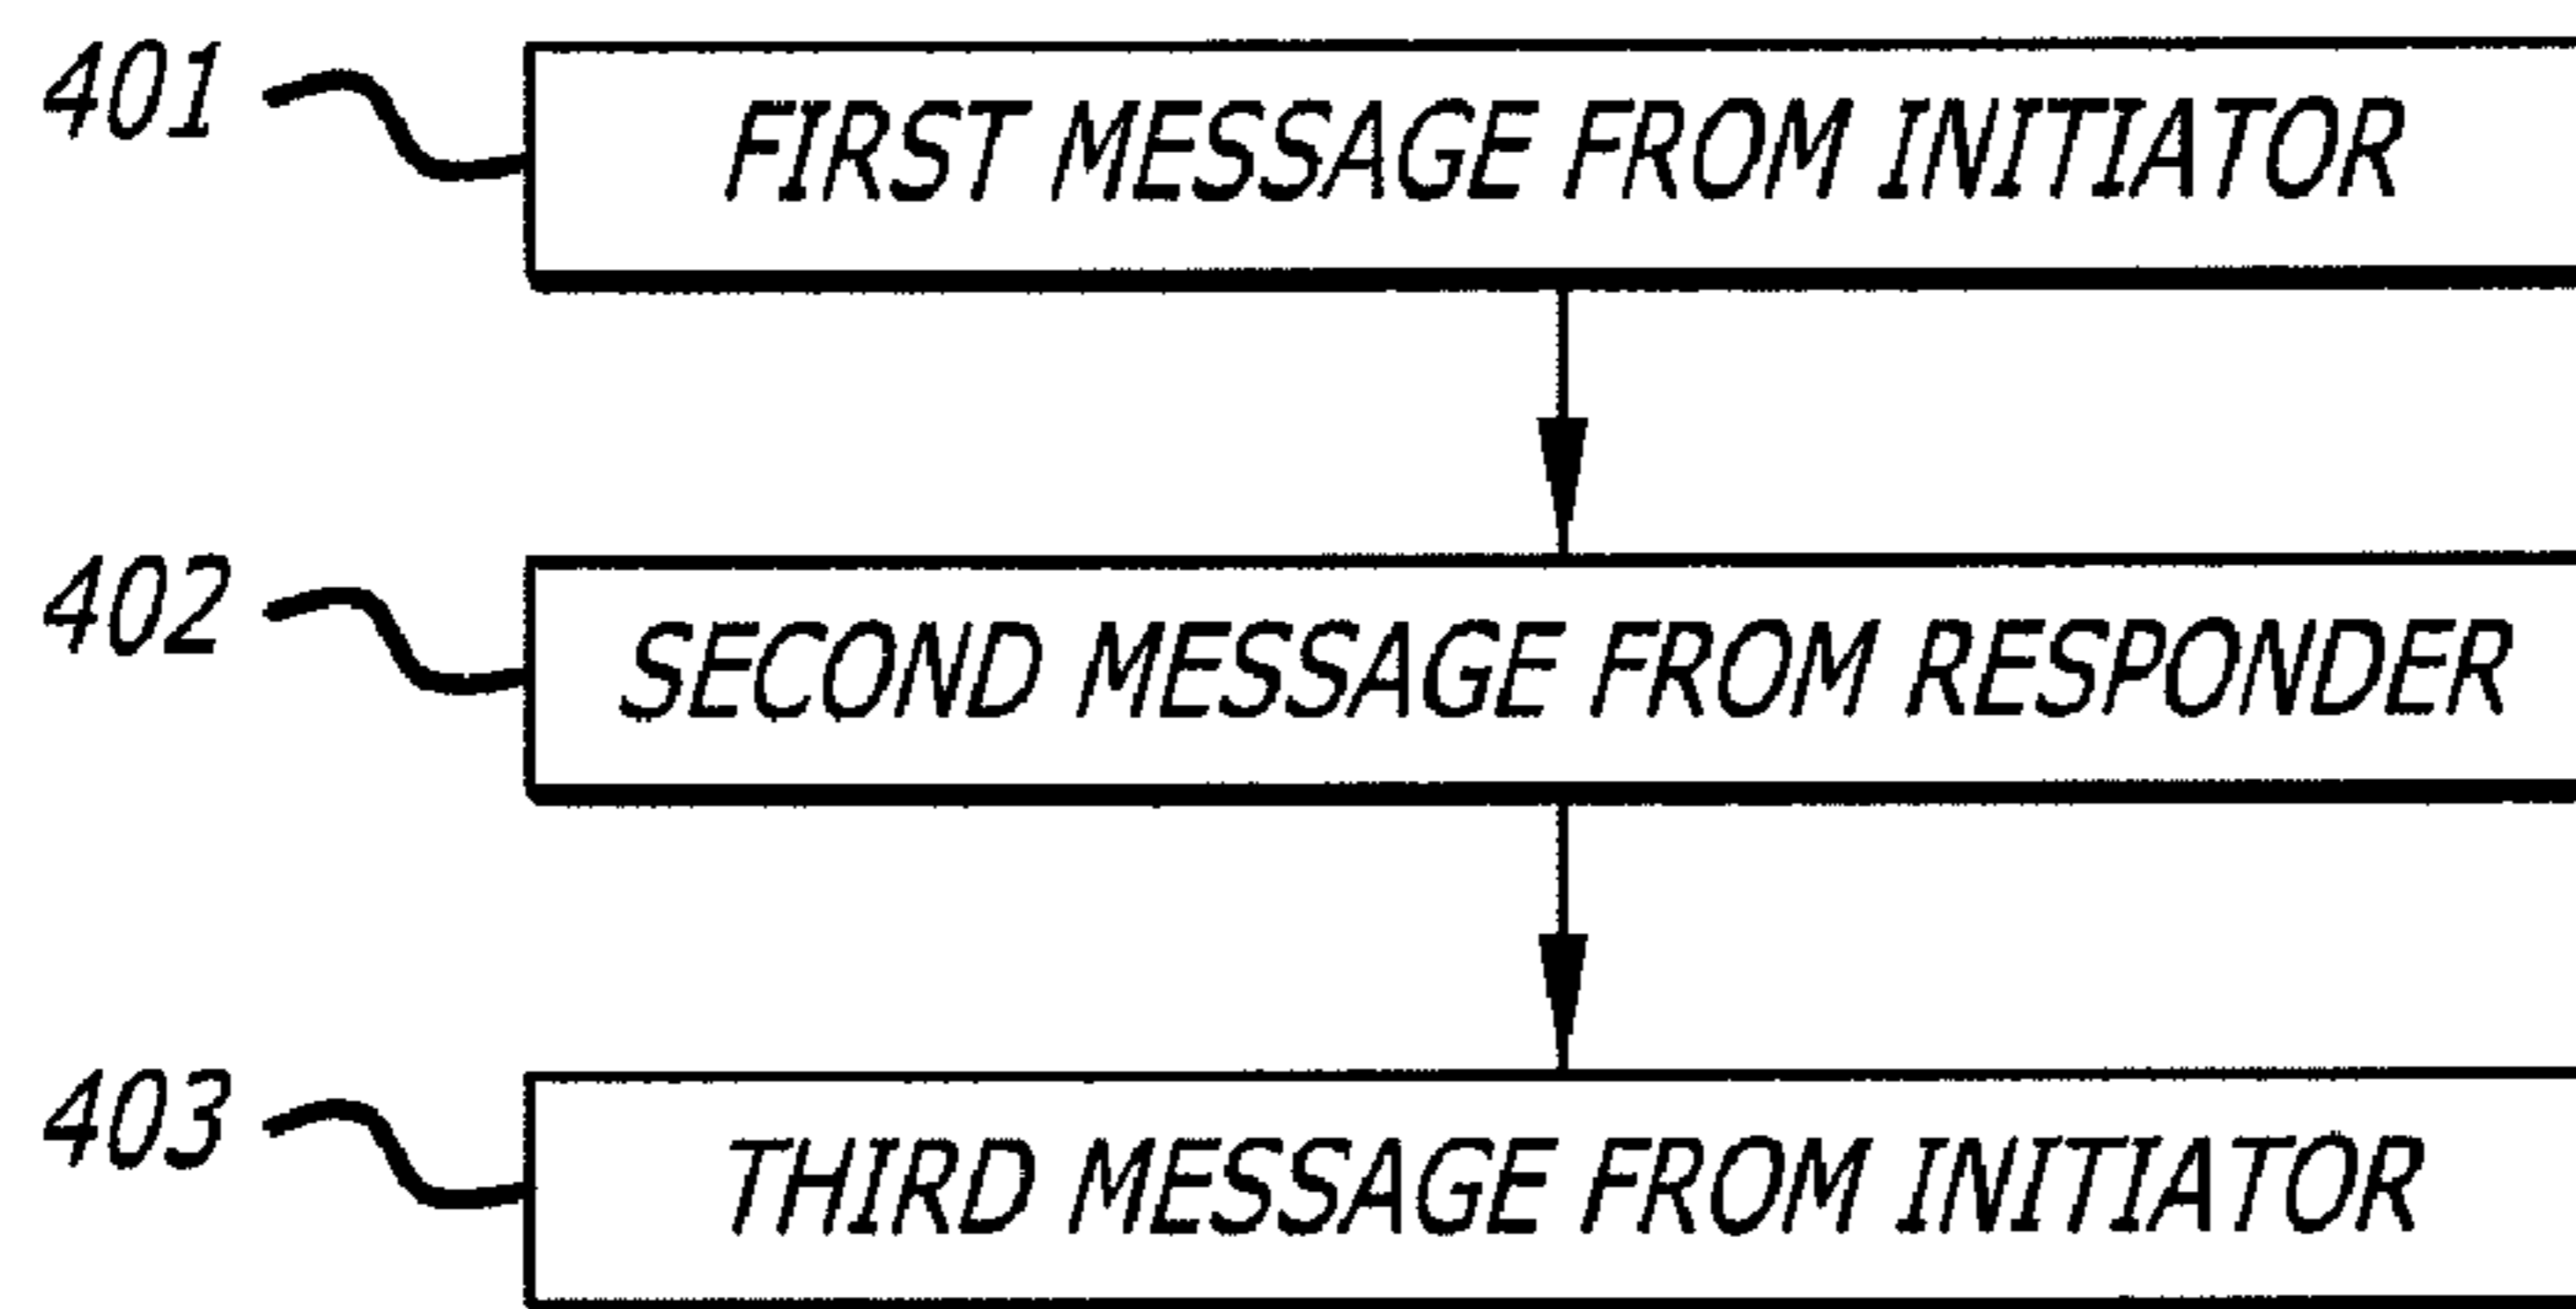 401 FIRST MESSAGE FROM INITIATOR
402 SECOND MESSAGE FROM RESPONDER
403 THIRD MESSAGE FROM INITIATOR